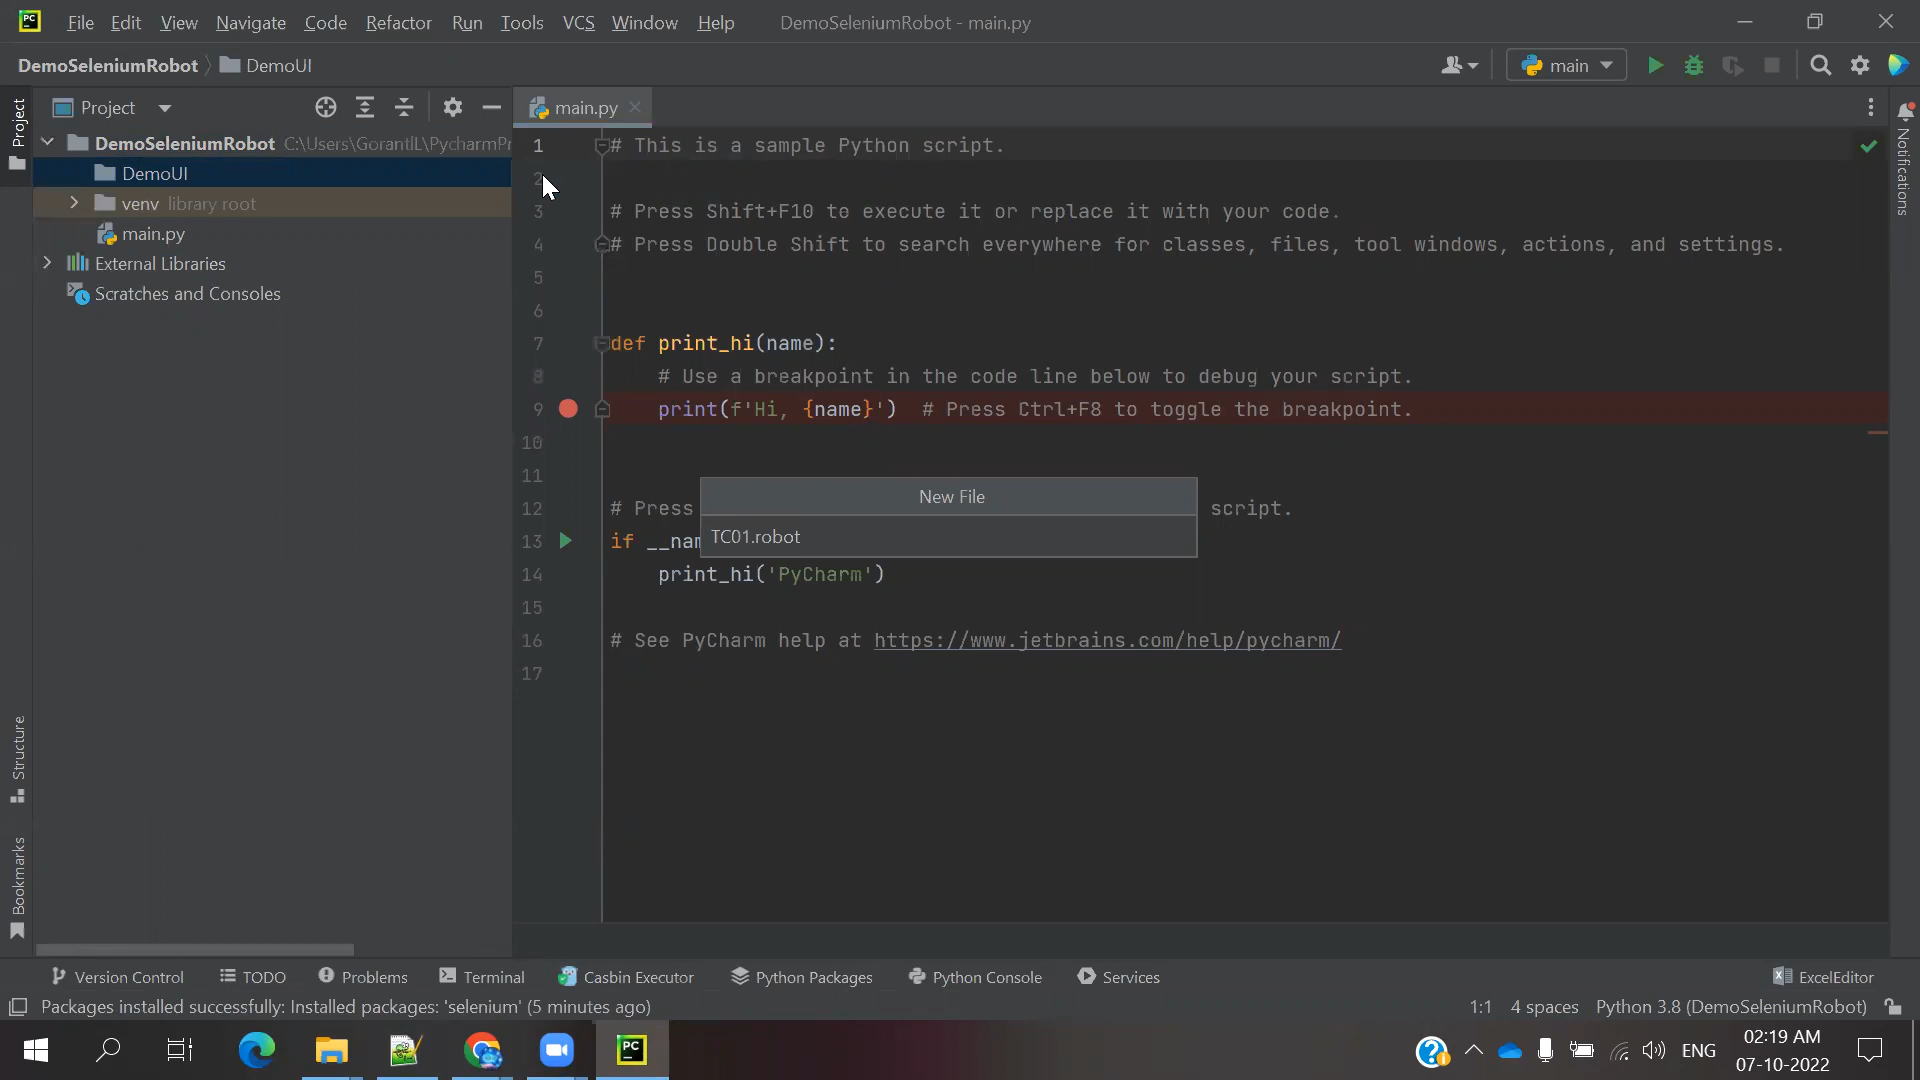 PC File Edit View Navigate Code Refactor Run Tools VCS Window Help DemoSeleniumRobot - main.py
DemoSeleniumRobot DemoUI
main
Project
Project
main.py
DemoSeleniumRobot C:\Users\GorantlL\PycharmPr
DemoUI
venv library root
main.py
External Libraries
Scratches and Consoles
1 # This is a sample Python script.
2
3 # Press Shift+F10 to execute it or replace it with your code.
4 # Press Double Shift to search everywhere for classes, files, tool windows, actions, and settings.
5
6
7 def print_hi(name):
8 # Use a breakpoint in the code line below to debug your script.
9 print(f'Hi, {name}') # Press Ctrl+F8 to toggle the breakpoint.
10
11
12 # Press script.
13 if __nam
14 print_hi('PyCharm')
15
16 # See PyCharm help at https://www.jetbrains.com/help/pycharm/
17
New File
TC01.robot
Notifications
Structure
Bookmarks
Version Control TODO Problems Terminal Casbin Executor Python Packages Python Console Services ExcelEditor
Packages installed successfully: Installed packages: 'selenium' (5 minutes ago) 1:1 4 spaces Python 3.8 (DemoSeleniumRobot)
PC
ENG
02:19 AM
07-10-2022